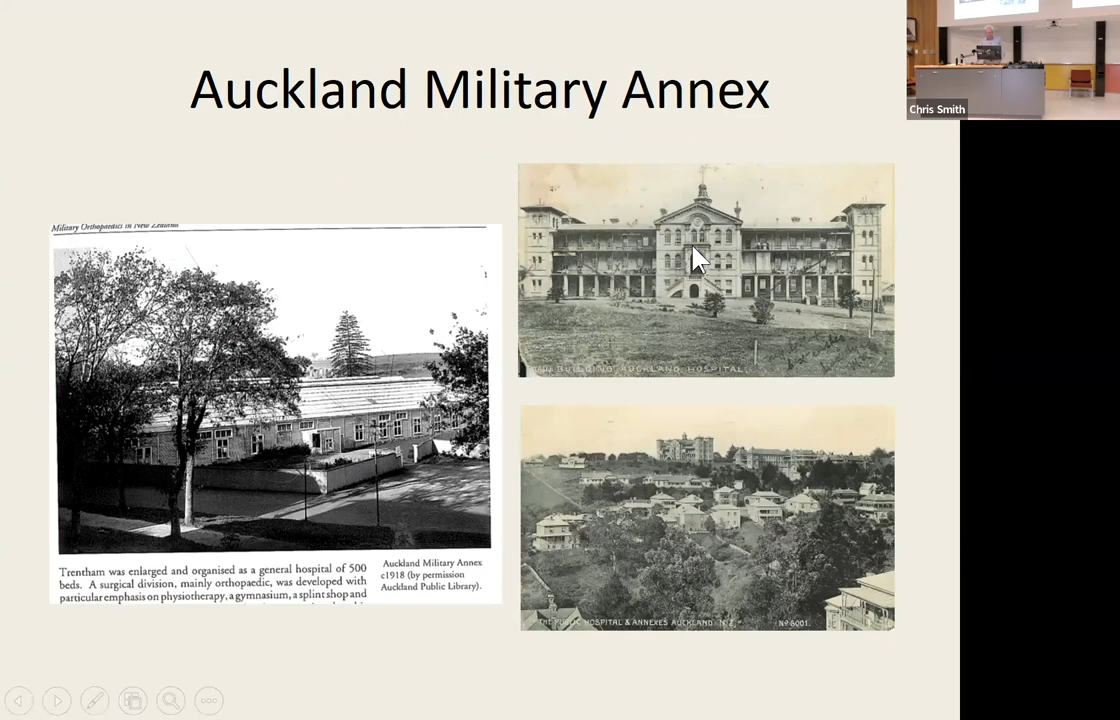 Auckland Military Annex
Chris Smith
Military Orthopaedics in New Zealand
BUILDING, AUCKLAND HOSPITAL.
Auckland Military Annex
c1918 (by permission
Auckland Public Library).
Trentham was enlarged and organised as a general hospital of 500
beds. A surgical division, mainly orthopaedic, was developed with
particular emphasis on physiotherapy, a gymnasium, a splint shop and
"THE PUBLIC HOSPITAL & ANNEXES AUCKLAND. N.Z." Nº 6001.